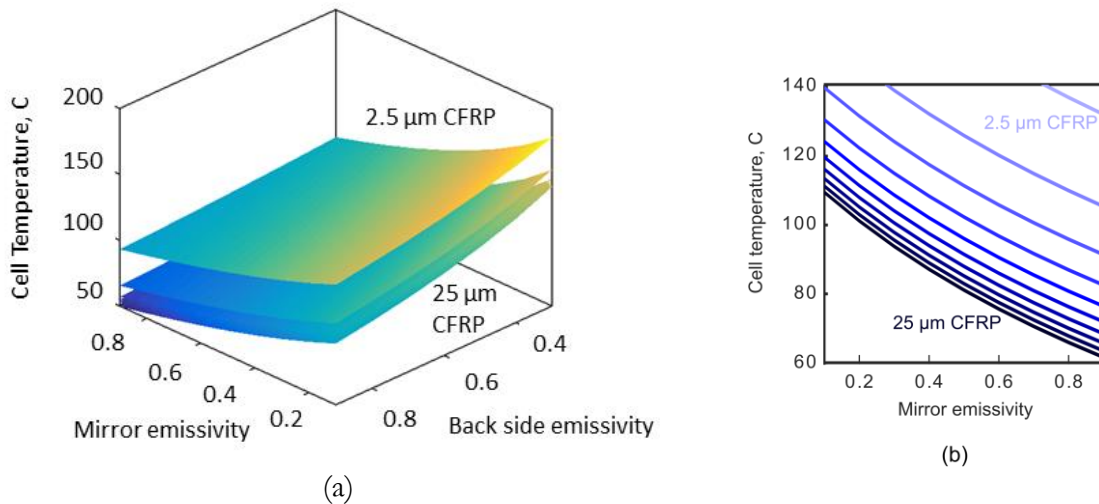 Cell Temperature, C
200
150
100
50
2.5 µm CFRP
25 µm
CFRP
0.8
0.6
0.4
0.2
Mirror emissivity
0.8
0.6
0.4
Back side emissivity
(a)
Cell temperature, C
140
120
100
80
60
2.5 µm CFRP
25 µm CFRP
0.2
0.4
0.6
0.8
Mirror emissivity
(b)